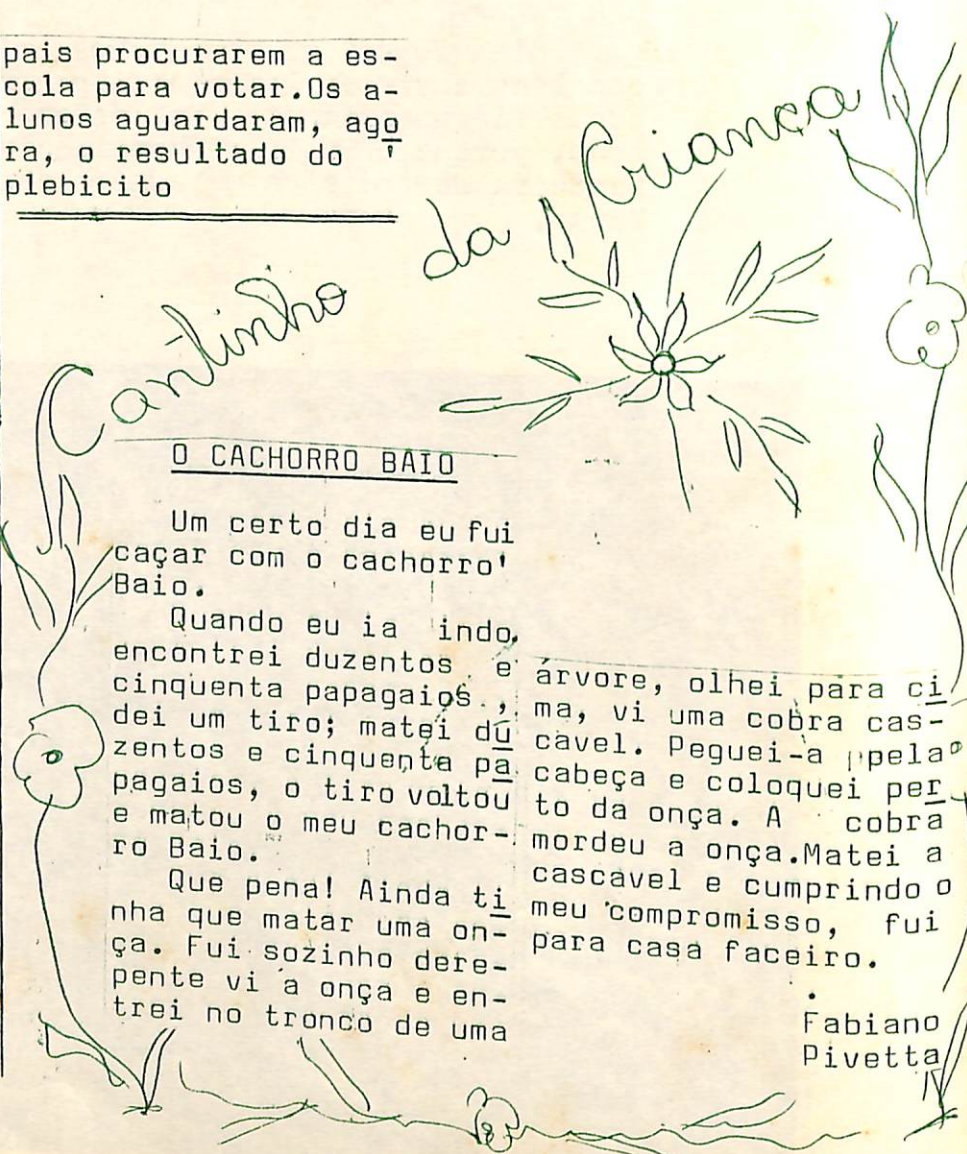 pais procurarem a es-
cola para votar.Os a-
lunos aguardaram, ago
ra, o resultado do '
plebicito
Cantinho da Criança
O CACHORRO BAIO
Um certo dia eu fui
caçar com o cachorro'
Baio.
Quando eu ia indo,
encontrei duzentos e
cinquenta papagaios.,
dei um tiro; matei du
zentos e cinquenta pa
pagaios, o tiro voltou
e matou o meu cachor-
ro Baio.
Que pena! Ainda ti
nha que matar uma on-
ça. Fui sozinho dere-
pente vi a onça e en-
trei no tronco de uma
árvore, olhei para ci
ma, vi uma cobra cas-
cavel. Peguei-a pela
cabeça e coloquei per
to da onça. A cobra
mordeu a onça.Matei a
cascavel e cumprindo o
meu compromisso, fui
para casa faceiro.
Fabiano
Pivetta